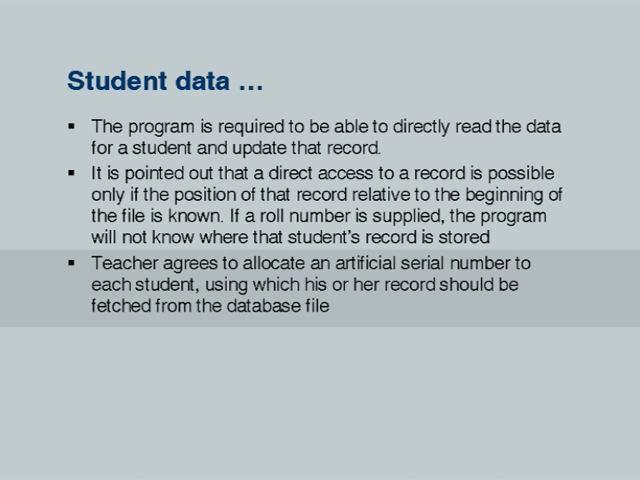 Student data ...
▪ The program is required to be able to directly read the data
for a student and update that record.
▪ It is pointed out that a direct access to a record is possible
only if the position of that record relative to the beginning of
the file is known. If a roll number is supplied, the program
will not know where that student's record is stored
▪ Teacher agrees to allocate an artificial serial number to
each student, using which his or her record should be
fetched from the database file